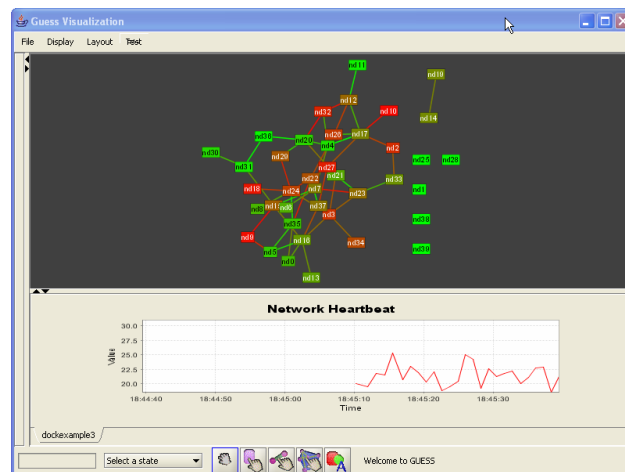 Guess Visualization
File Display Layout Test
nd11
nd19
nd12
nd32 nd10
nd14
nd26 nd17
nd36 nd20 nd4 nd2
nd30 nd29 nd25 nd28
nd31 nd27
nd22 nd21 nd33
nd18 nd24 nd7 nd23 nd1
nd8 nd6 nd37
nd3 nd38
nd35
nd9 nd16 nd34
nd5 nd39
nd0
nd13
Network Heartbeat
30.0
27.5
25.0
22.5
20.0
Value
18:44:40 18:44:50 18:45:00 18:45:10 18:45:20 18:45:30
Time
dockexample3
Select a state Welcome to GUESS